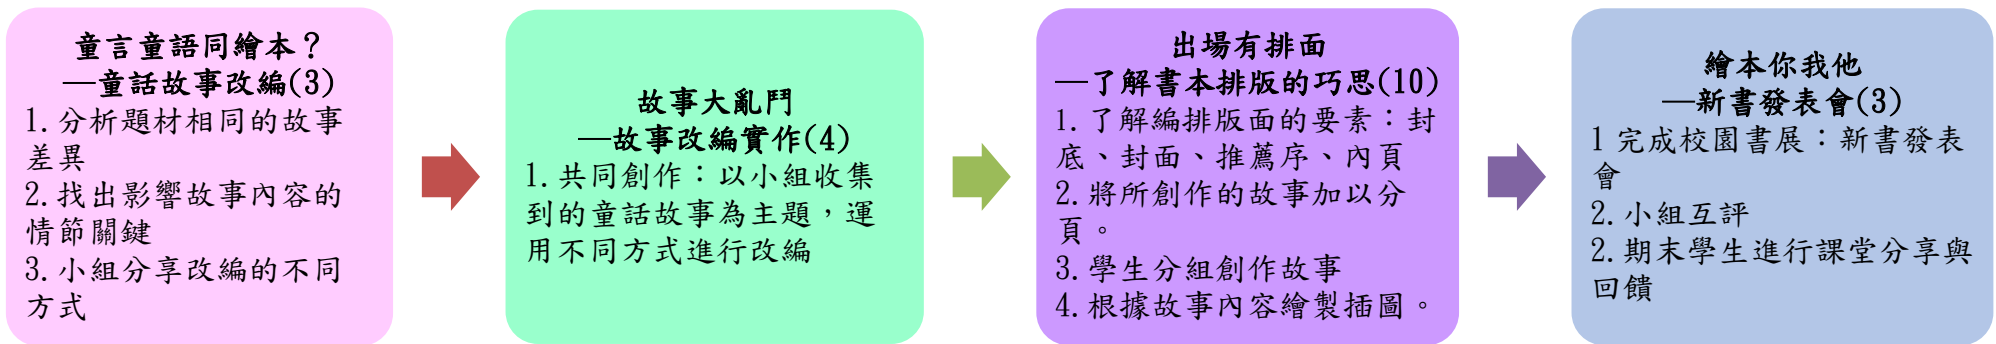 童言童語同繪本？
—童話故事改編(3)
1.分析題材相同的故事
差異
2.找出影響故事內容的
情節關鍵
3.小組分享改編的不同
方式
故事大亂鬥
—故事改編實作(4)
1.共同創作：以小組收集
到的童話故事為主題，運
用不同方式進行改編
出場有排面
—了解書本排版的巧思(10)
1.了解編排版面的要素：封
底、封面、推薦序、內頁
2.將所創作的故事加以分
頁。
3.學生分組創作故事
4.根據故事內容繪製插圖。
繪本你我他
—新書發表會(3)
1 完成校園書展：新書發表
會
2.小組互評
2.期末學生進行課堂分享與
回饋